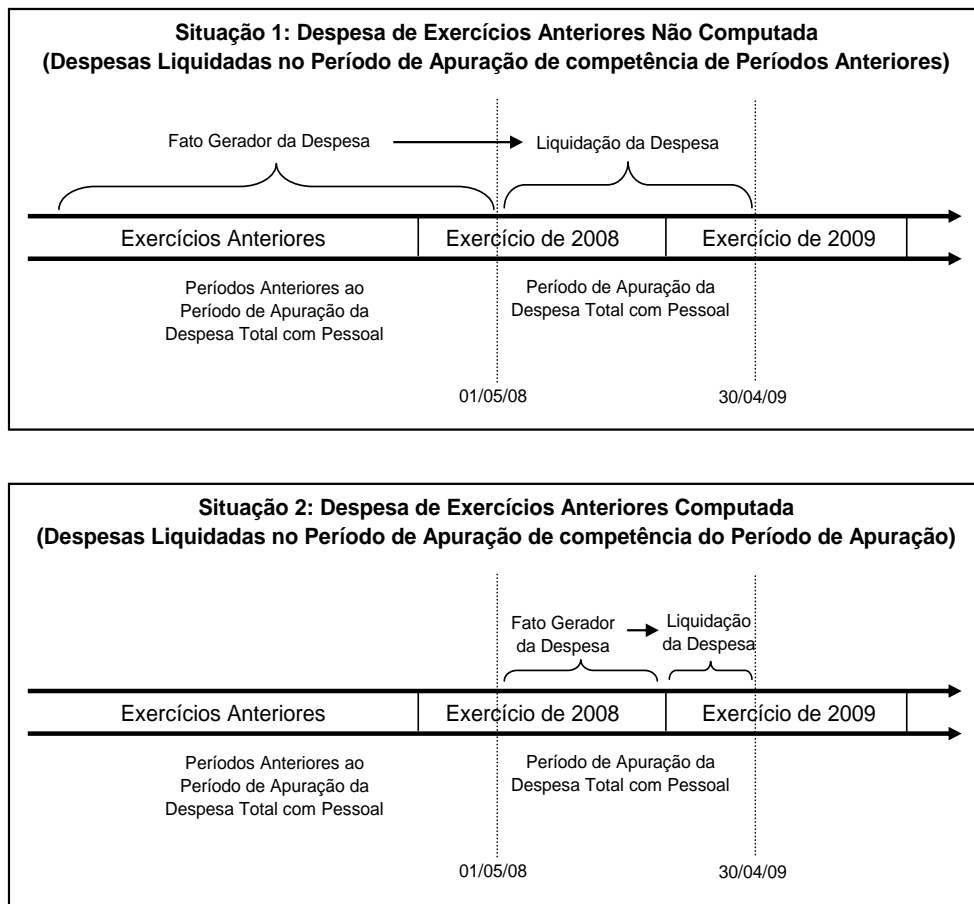 Situação 1: Despesa de Exercícios Anteriores Não Computada
(Despesas Liquidadas no Período de Apuração de competência de Períodos Anteriores)
Fato Gerador da Despesa
Liquidação da Despesa
Exercícios Anteriores
Exercício de 2008
Exercício de 2009
Períodos Anteriores ao
Período de Apuração da
Despesa Total com Pessoal
Período de Apuração da
Despesa Total com Pessoal
01/05/08
30/04/09
Situação 2: Despesa de Exercícios Anteriores Computada
(Despesas Liquidadas no Período de Apuração de competência do Período de Apuração)
Fato Gerador
da Despesa
Liquidação
da Despesa
Exercícios Anteriores
Exercício de 2008
Exercício de 2009
Períodos Anteriores ao
Período de Apuração da
Despesa Total com Pessoal
Período de Apuração da
Despesa Total com Pessoal
01/05/08
30/04/09